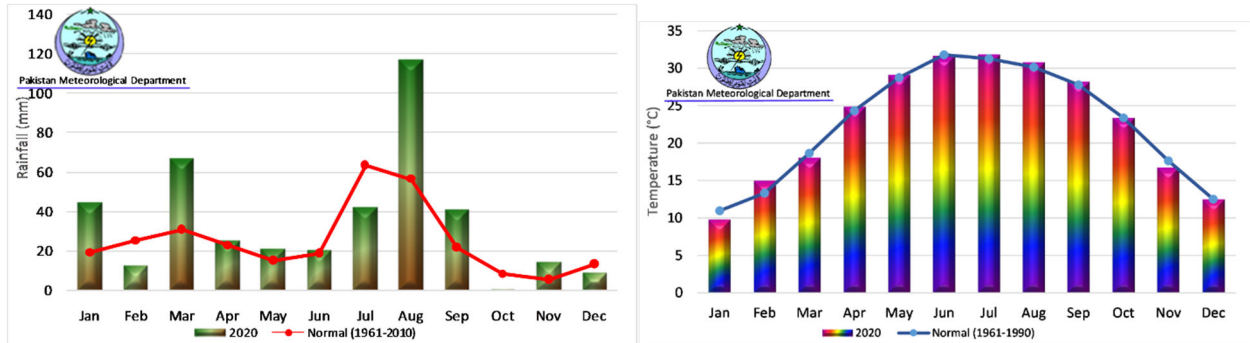 140
120
100
80
60
40
20
0
Rainfall (mm)
Pakistan Meteorological Department
Jan Feb Mar Apr May Jun Jul Aug Sep Oct Nov Dec
2020 Normal (1961-2010)
35
30
25
20
15
10
5
0
Temperature (°C)
Pakistan Meteorological Department
Jan Feb Mar Apr May Jun Jul Aug Sep Oct Nov Dec
2020 Normal (1961-1990)